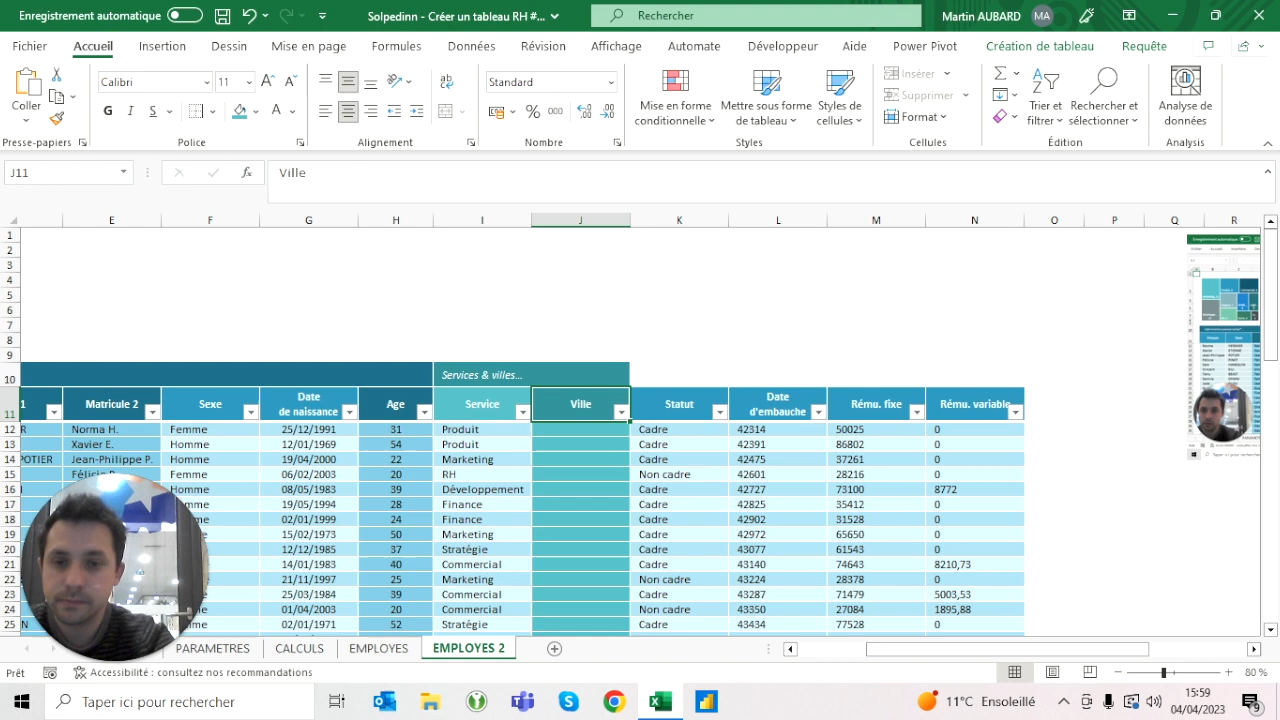 Solpedinn - Créer un tableau RH #...
Rechercher
Martin AUBARD
MA
Fichier Accueil Insertion Dessin Mise en page Formules Données Révision Affichage Automate Développeur Aide Power Pivot Création de tableau Requête
Coller
Calibri 11
G I S
Standard
% 000
Mise en forme conditionnelle
Mettre sous forme de tableau
Styles de cellules
Insérer
Supprimer
Format
Trier et filtrer
Rechercher et sélectionner
Analyse de données
Presse-papiers Police Alignement Nombre Styles Cellules Édition Analysis
J11 fx Ville
E F G H I J K L M N O P Q R
1
2
3
4
5
6
7
8
9
10 Services & villes...
11 1 Matricule 2 Sexe Date de naissance Age Service Ville Statut Date d'embauche Rému. fixe Rému. variable
12 R Norma H. Femme 25/12/1991 31 Produit Cadre 42314 50025 0
13 Xavier E. Homme 12/01/1969 54 Produit Cadre 42391 86802 0
14 POTIER Jean-Philippe P. Homme 19/04/2000 22 Marketing Cadre 42475 37261 0
15 Femme 06/02/2003 20 RH Non cadre 42601 28216 0
16 Homme 08/05/1983 39 Développement Cadre 42727 73100 8772
17 19/05/1994 28 Finance Cadre 42825 35412 0
18 02/01/1999 24 Finance Cadre 42902 31528 0
19 15/02/1973 50 Marketing Cadre 42972 65650 0
20 12/12/1985 37 Stratégie Cadre 43077 61543 0
21 14/01/1983 40 Commercial Cadre 43140 74643 8210,73
22 21/11/1997 25 Marketing Non cadre 43224 28378 0
23 25/03/1984 39 Commercial Cadre 43287 71479 5003,53
24 01/04/2003 20 Commercial Non cadre 43350 27084 1895,88
25 02/01/1971 52 Stratégie Cadre 43434 77528 0
PARAMETRES CALCULS EMPLOYES EMPLOYES 2
Prêt Accessibilité : consultez nos recommandations 80 %
Taper ici pour rechercher
11°C Ensoleillé
15:59
04/04/2023
9